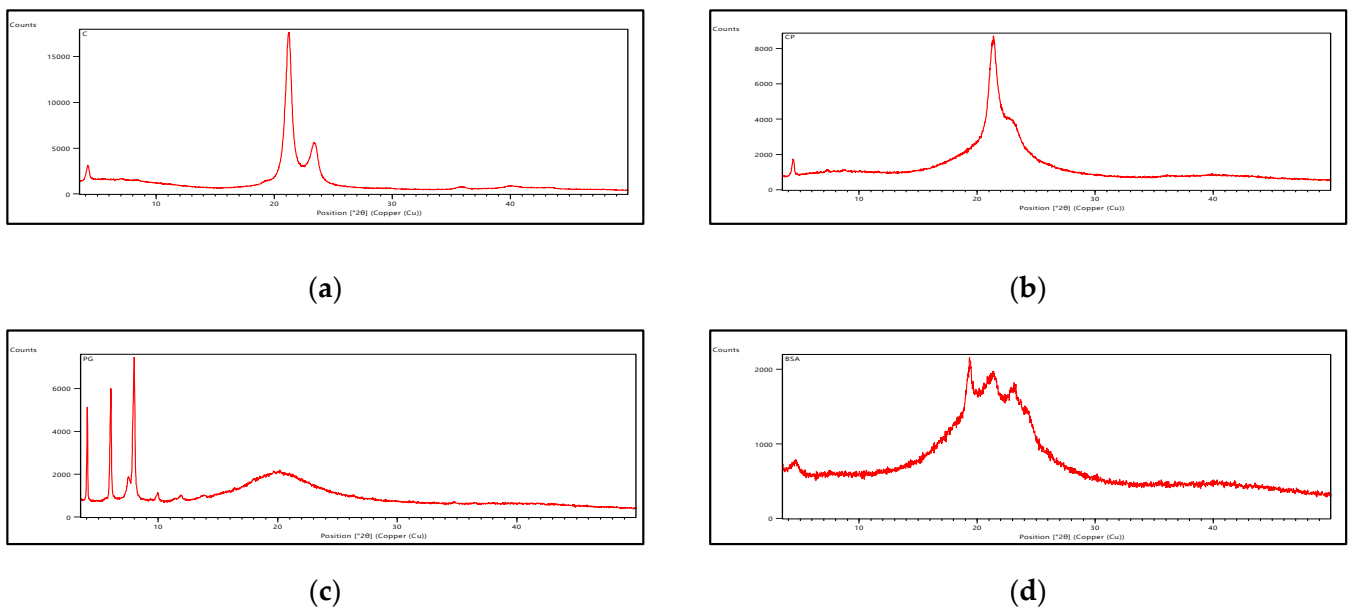 Counts
C
15000
10000
5000
0
10 20 30 40
Position [°2θ] (Copper (Cu))
(a)
Counts
CP
8000
6000
4000
2000
0
10 20 30 40
Position [°2θ] (Copper (Cu))
(b)
Counts
PG
6000
4000
2000
0
10 20 30 40
Position [°2θ] (Copper (Cu))
(c)
Counts
BSA
2000
1000
0
10 20 30 40
Position [°2θ] (Copper (Cu))
(d)